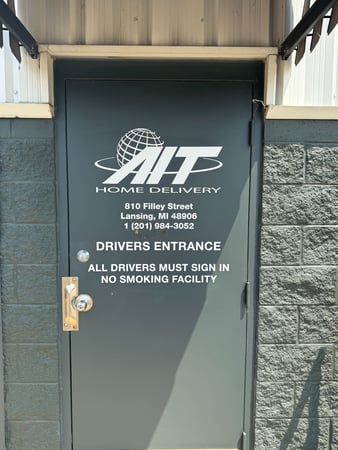 AIT
HOME DELIVERY
810 Filley Street
Lansing, MI 48906
1 (201) 984-3052
DRIVERS ENTRANCE
ALL DRIVERS MUST SIGN IN
NO SMOKING FACILITY